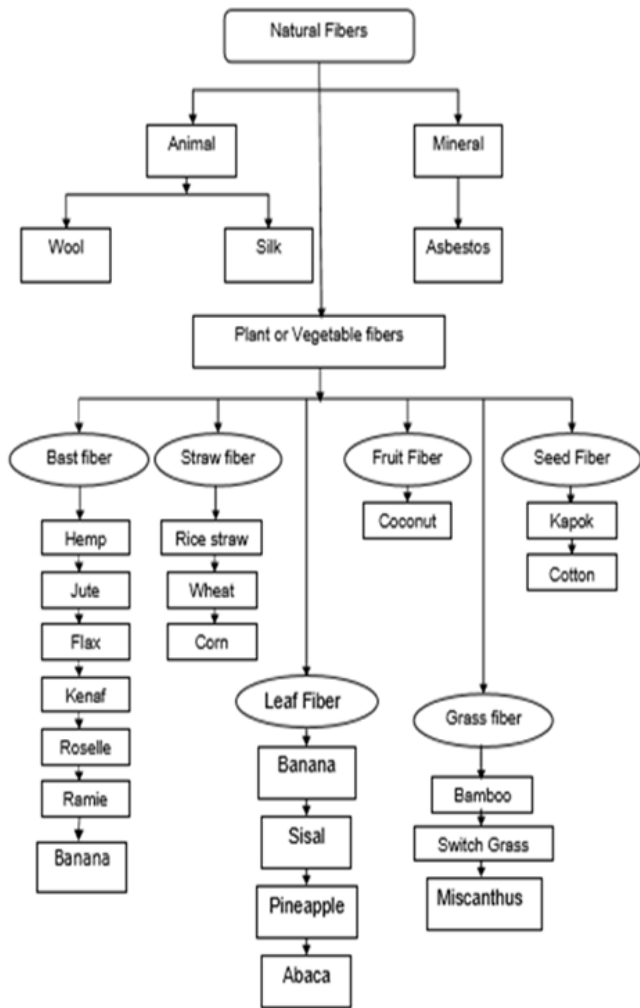 Natural Fibers
Animal
Mineral
Wool
Silk
Asbestos
Plant or Vegetable fibers
Bast fiber
Straw fiber
Fruit Fiber
Seed Fiber
Hemp
Jute
Flax
Kenaf
Roselle
Ramie
Banana
Rice straw
Wheat
Corn
Leaf Fiber
Banana
Sisal
Pineapple
Abaca
Coconut
Grass fiber
Bamboo
Switch Grass
Miscanthus
Kapok
Cotton